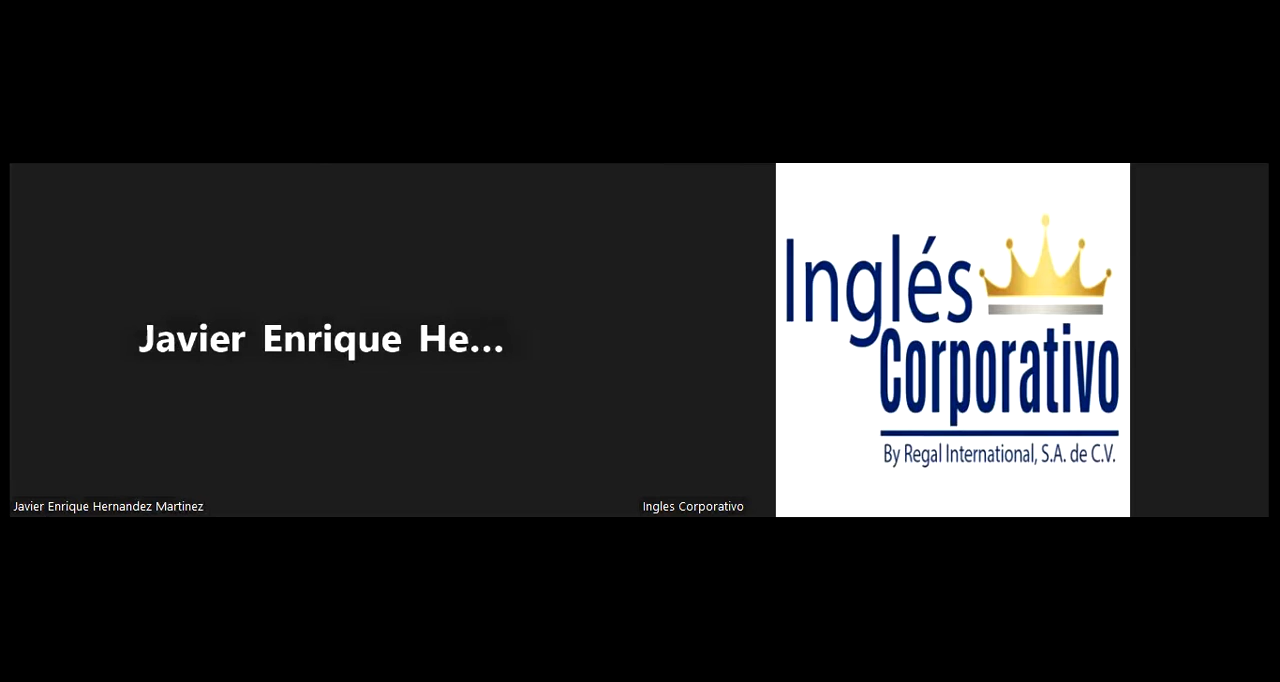 Javier Enrique He...
Javier Enrique Hernandez Martinez
Inglés
Corporativo
By Regal International, S.A. de C.V.
Ingles Corporativo